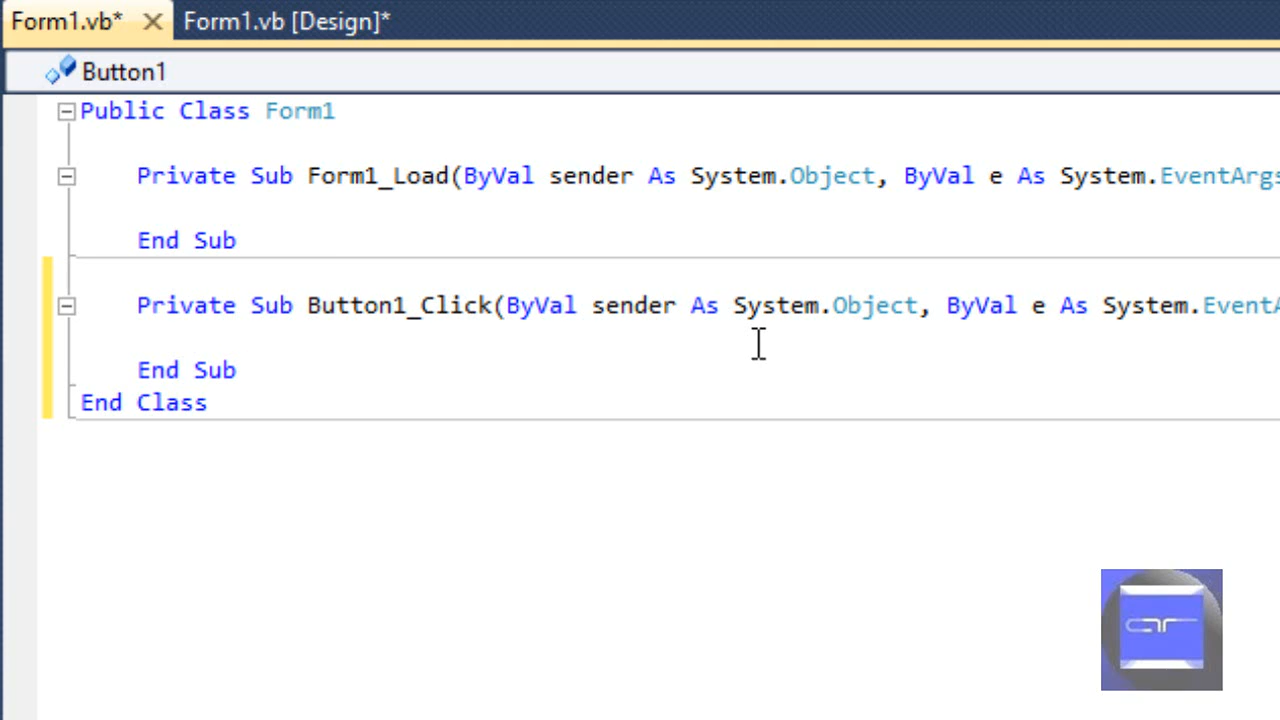 Form1.vb* Form1.vb [Design]*
Button1
Public Class Form1
Private Sub Form1_Load(ByVal sender As System.Object, ByVal e As System.EventArgs
End Sub
Private Sub Button1_Click(ByVal sender As System.Object, ByVal e As System.EventA
End Sub
End Class